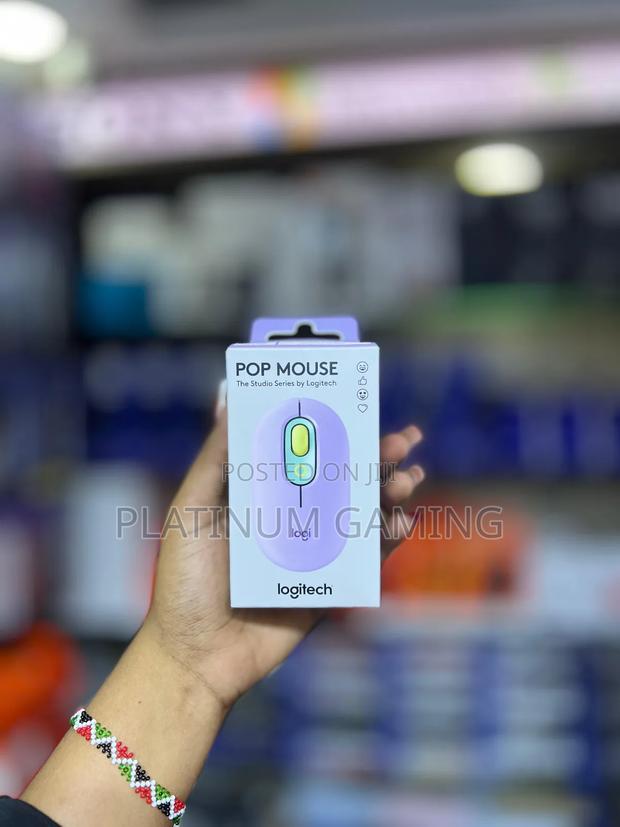 POP MOUSE
The Studio Series by Logitech
POSTED ON JIJI
PLATINUM GAMING
logi
logitech